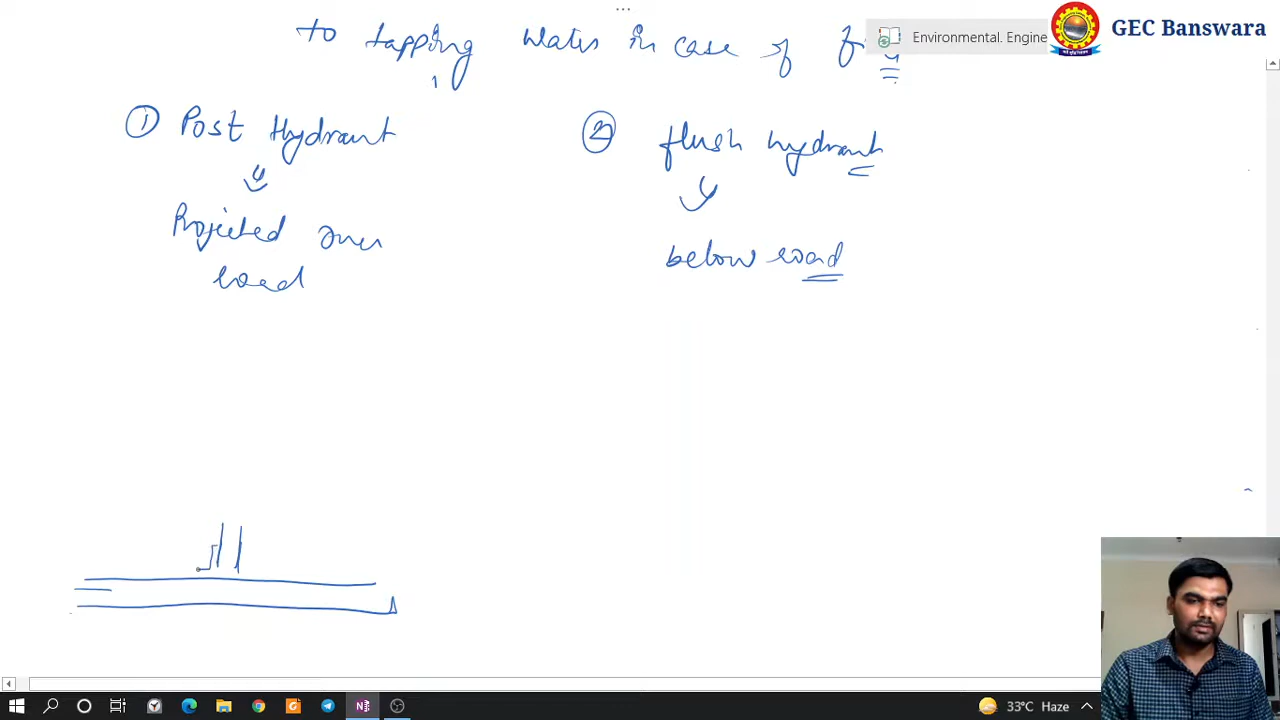 to tapping Water in case of
Environmental. Engine
GEC Banswara
① Post Hydrant
② flush hydrant
Projected over
road
below road
33°C Haze